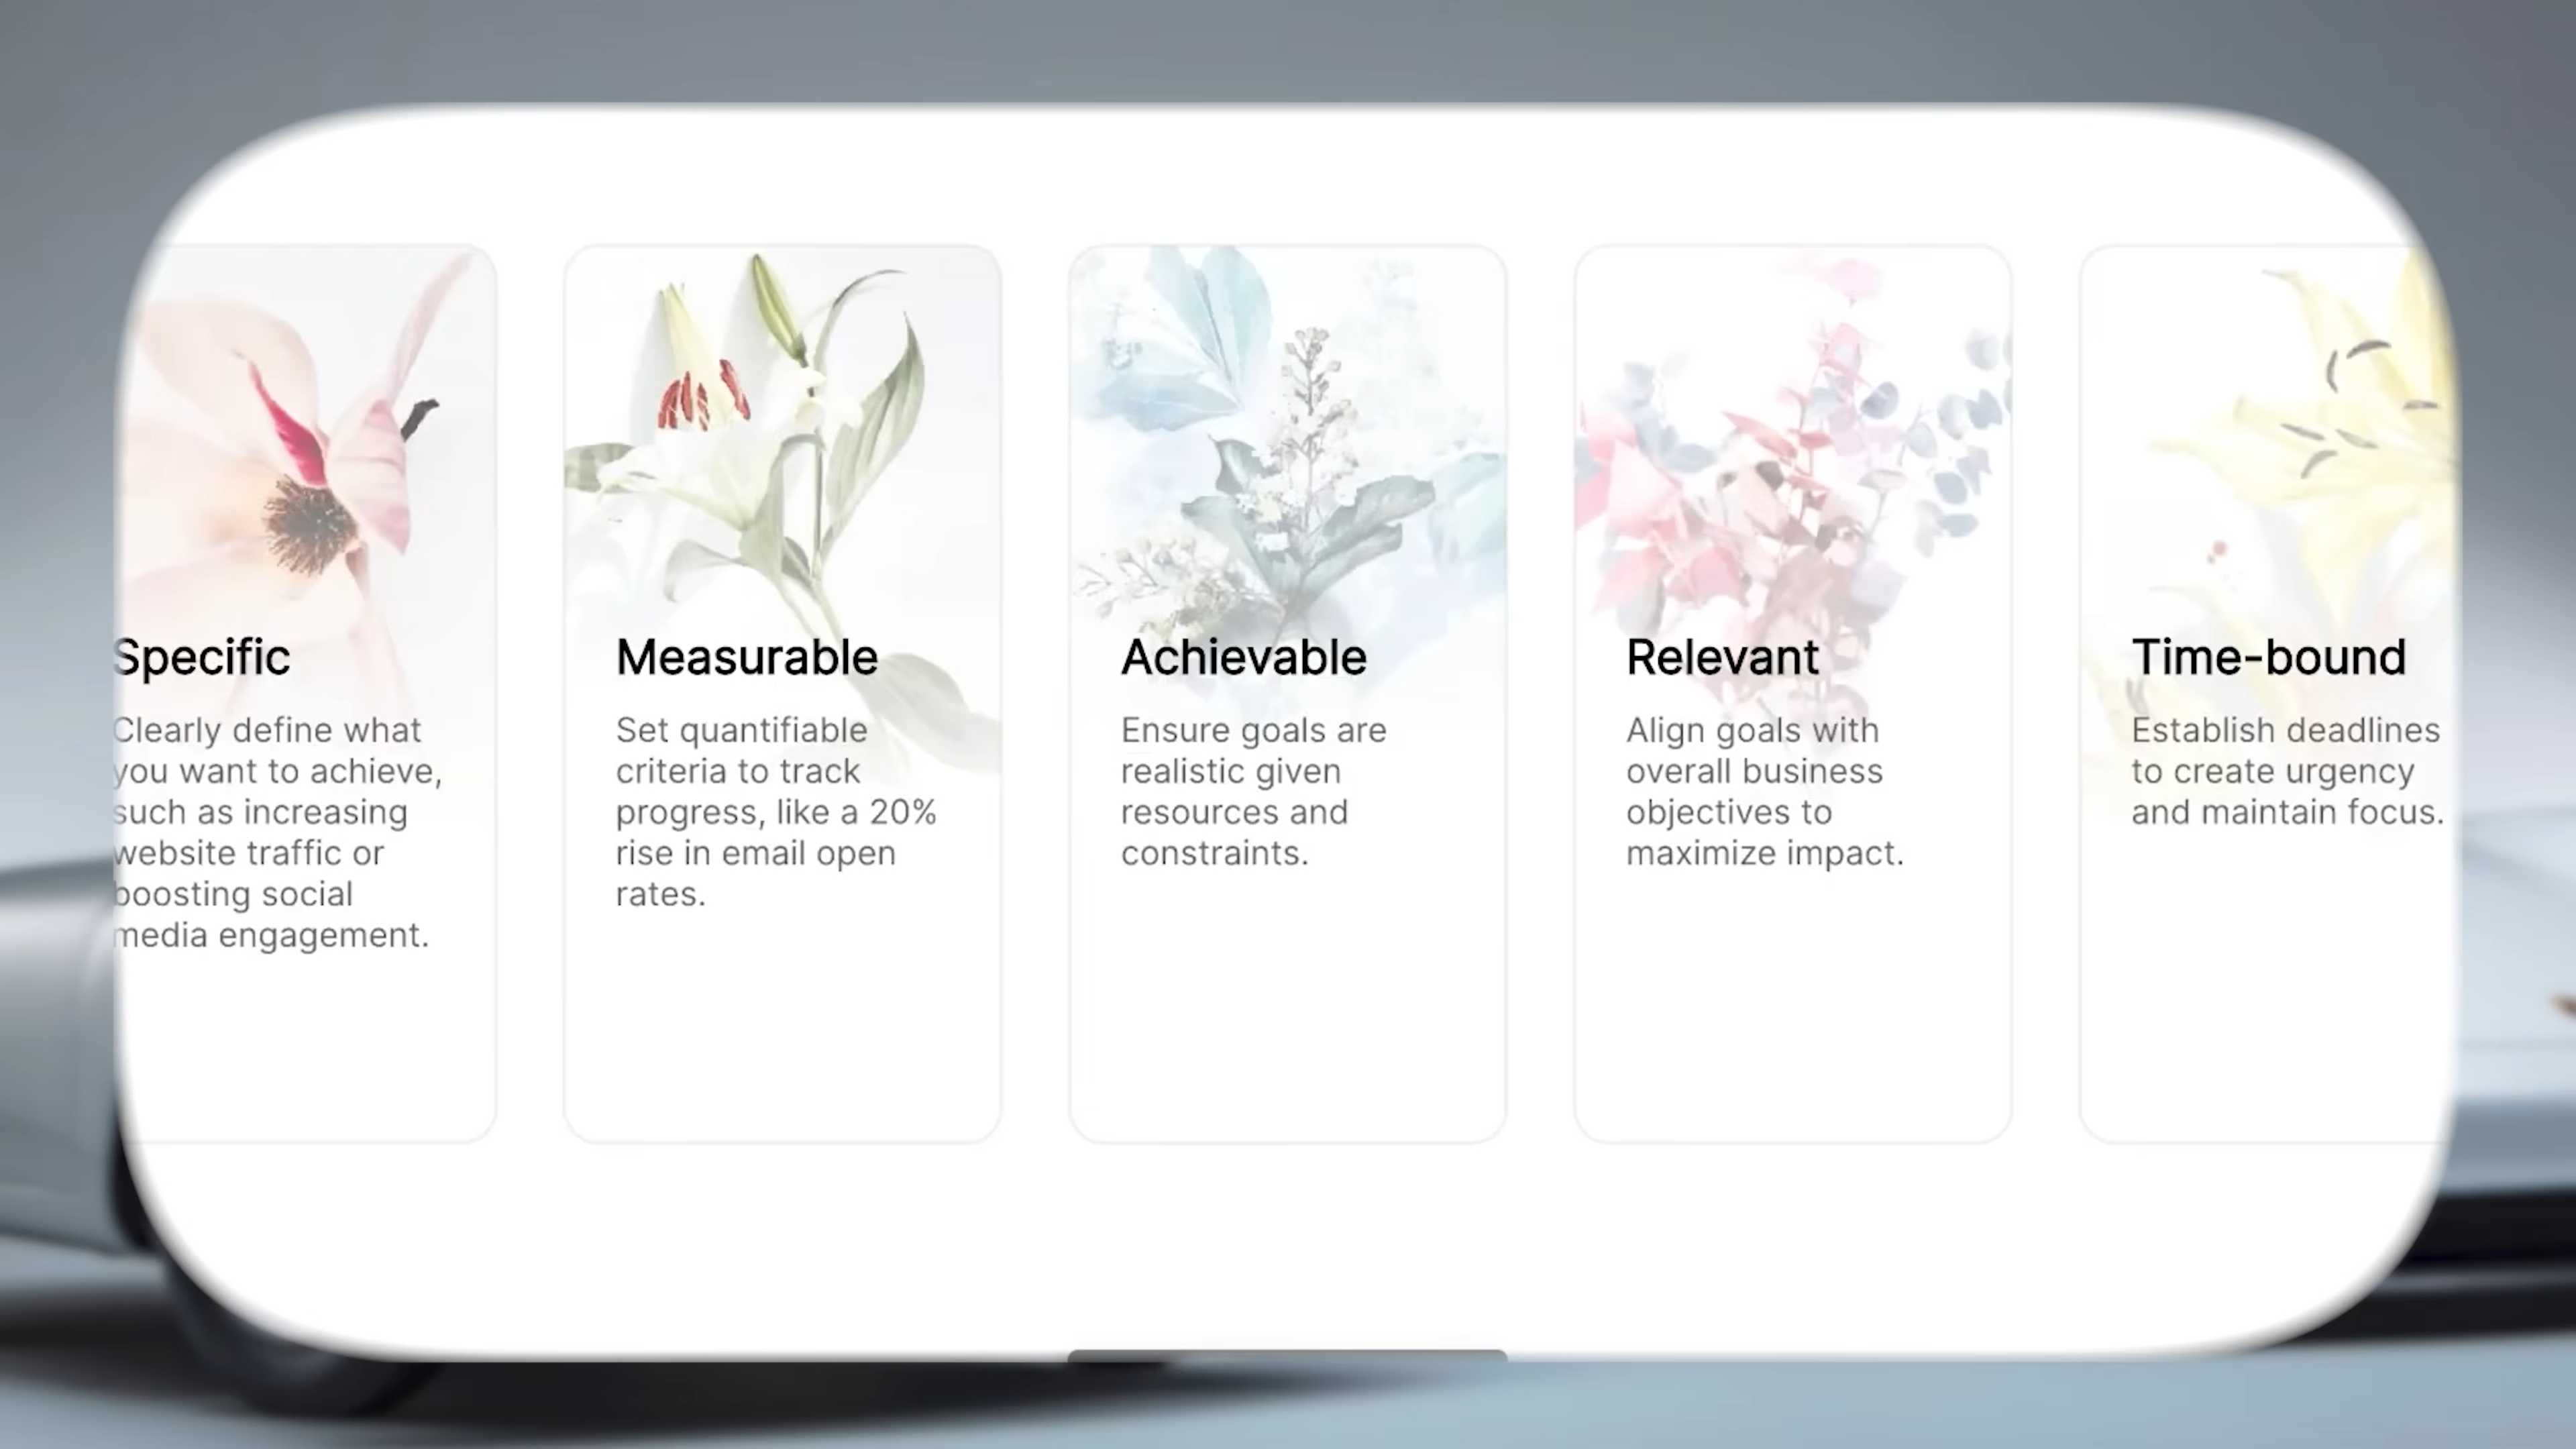 Specific
Clearly define what
you want to achieve,
such as increasing
website traffic or
boosting social
media engagement.
Measurable
Set quantifiable
criteria to track
progress, like a 20%
rise in email open
rates.
Achievable
Ensure goals are
realistic given
resources and
constraints.
Relevant
Align goals with
overall business
objectives to
maximize impact.
Time-bound
Establish deadlines
to create urgency
and maintain focus.